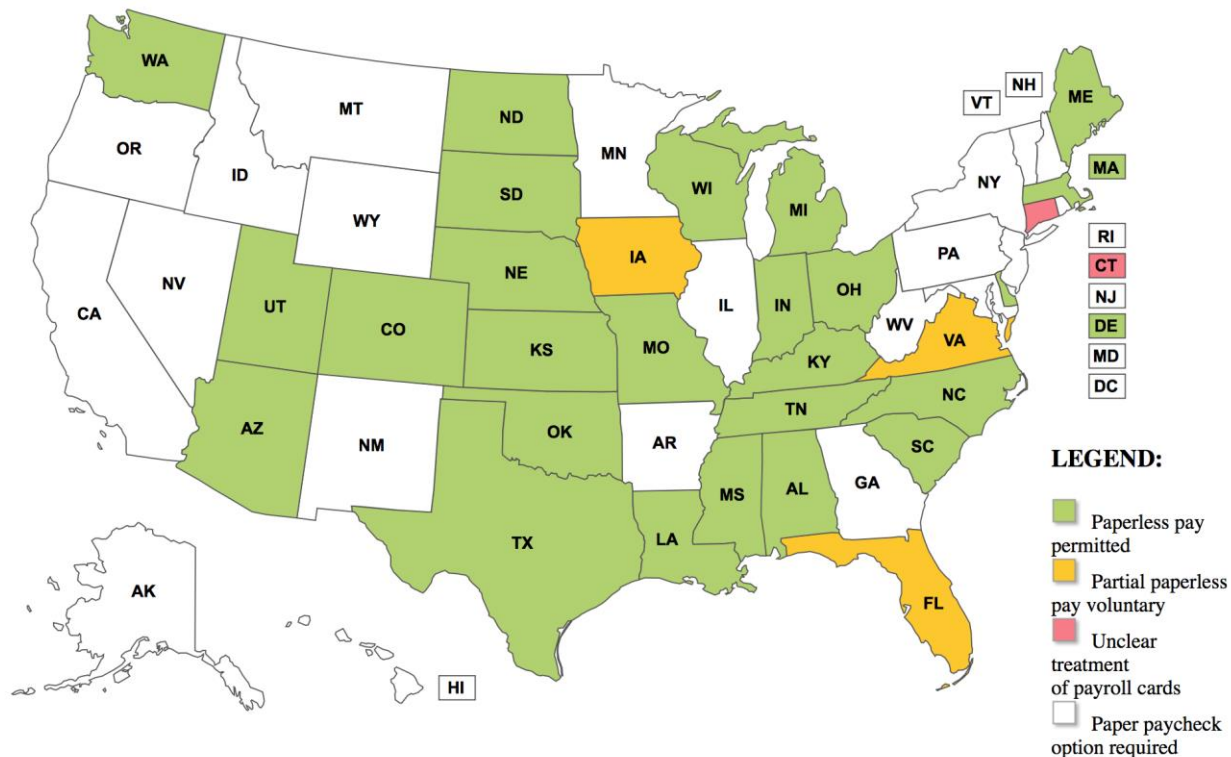 WA
MT
ND
MN
OR
ID
WY
SD
WI
MI
NY
VT
NH
ME
MA
RI
CT
NJ
DE
MD
DC
CA
NV
UT
CO
NE
KS
IA
MO
IL
IN
OH
PA
WV
VA
KY
AZ
NM
OK
AR
TN
NC
SC
TX
LA
MS
AL
GA
FL
AK
HI
LEGEND:
Paperless pay
permitted
Partial paperless
pay voluntary
Unclear
treatment
of payroll cards
Paper paycheck
option required